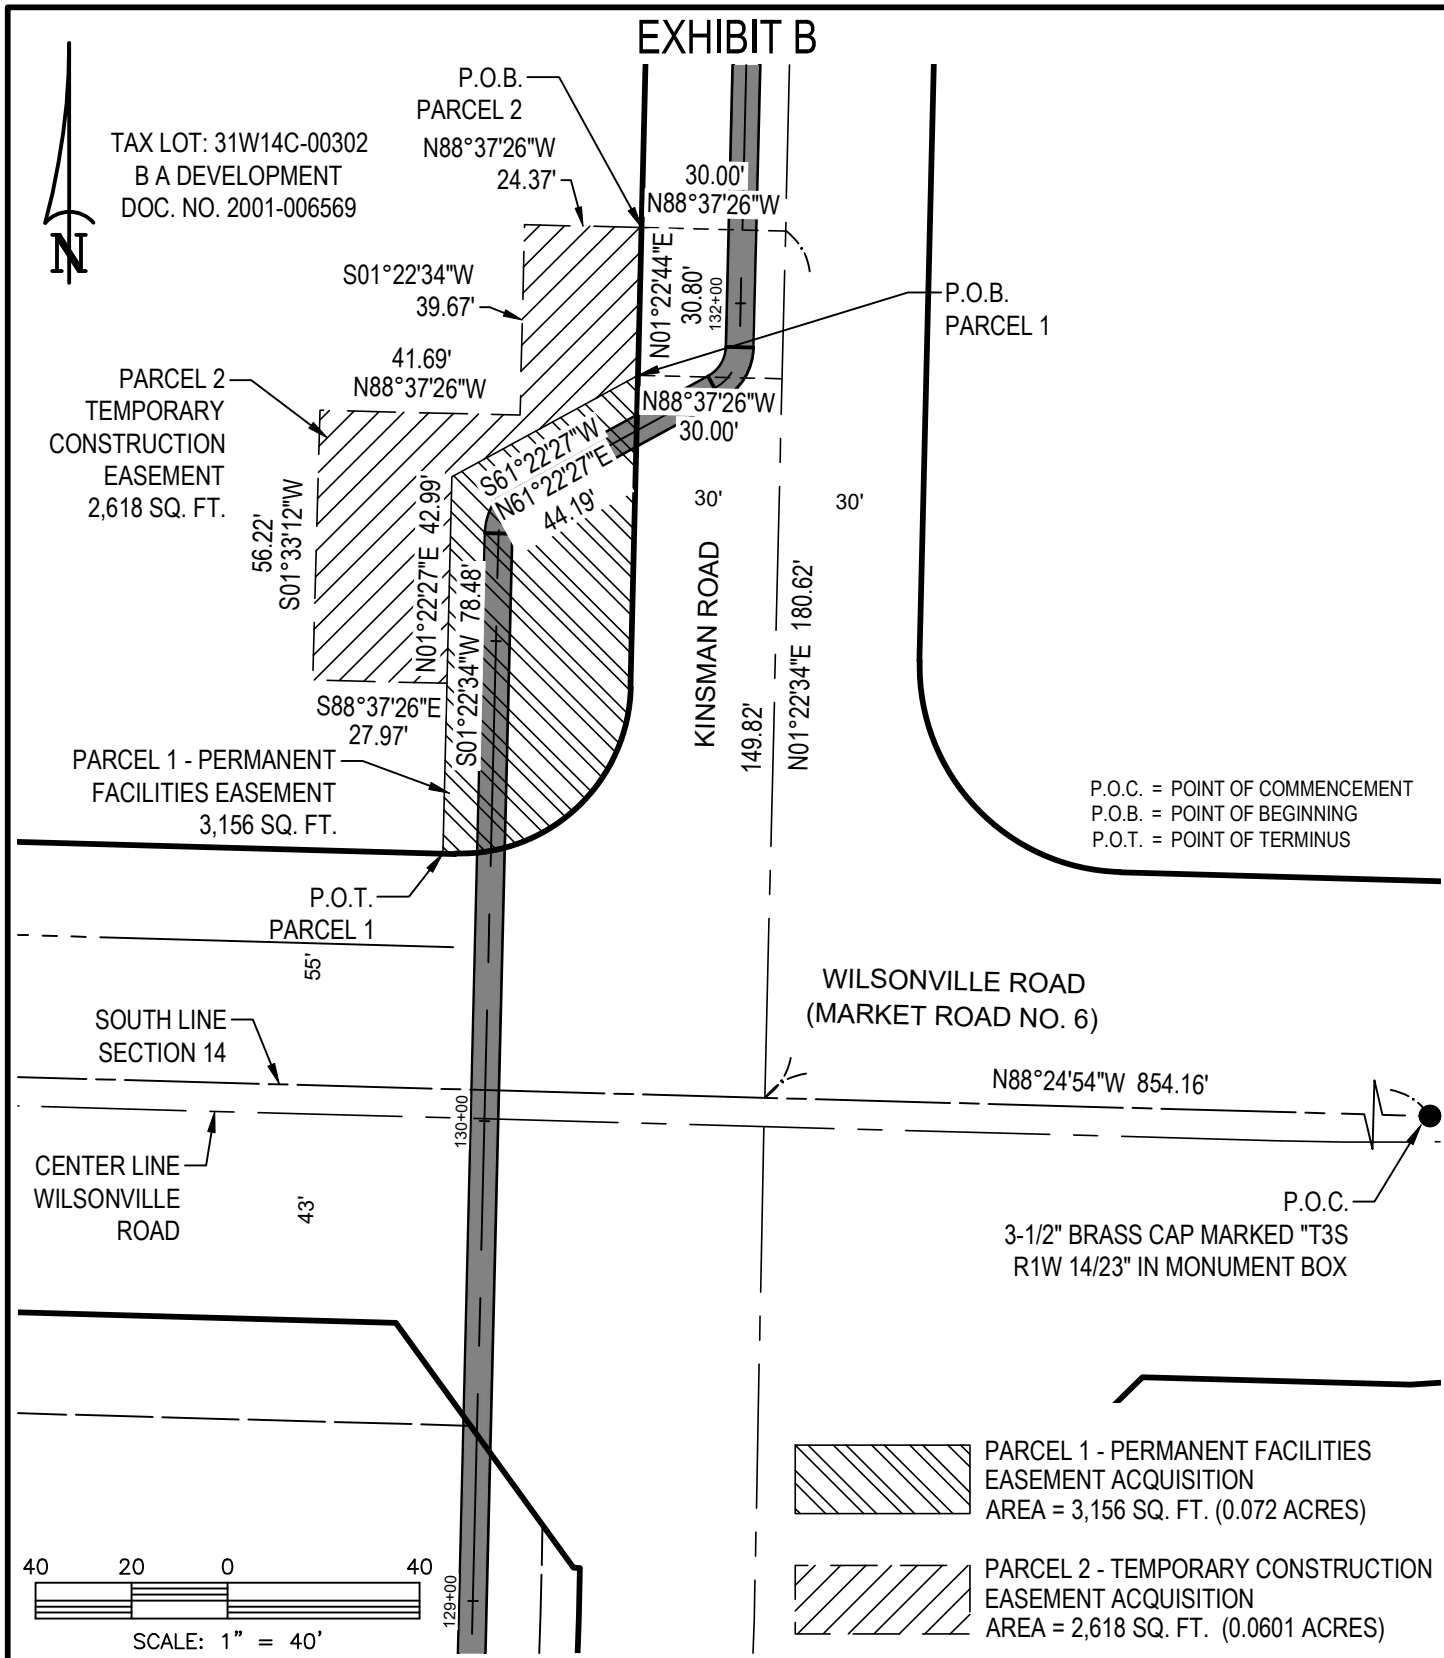 EXHIBIT B
P.O.B.
PARCEL 2
TAX LOT: 31W14C-00302
B A DEVELOPMENT
DOC. NO. 2001-006569
N88°37'26"W
24.37'
30.00'
N88°37'26"W
N
S01°22'34"W
39.67'
N01°22'44"E
30.80'
132+00
P.O.B.
PARCEL 1
41.69'
N88°37'26"W
PARCEL 2
TEMPORARY
CONSTRUCTION
EASEMENT
2,618 SQ. FT.
N88°37'26"W
30.00'
S61°22'27"W
N61°22'27"E
44.19'
56.22'
S01°33'12"W
N01°22'27"E 42.99'
S01°22'34"W 78.48'
30'
30'
KINSMAN ROAD
149.82'
N01°22'34"E 180.62'
S88°37'26"E
27.97'
PARCEL 1 - PERMANENT
FACILITIES EASEMENT
3,156 SQ. FT.
P.O.C. = POINT OF COMMENCEMENT
P.O.B. = POINT OF BEGINNING
P.O.T. = POINT OF TERMINUS
P.O.T.
PARCEL 1
55'
WILSONVILLE ROAD
(MARKET ROAD NO. 6)
SOUTH LINE
SECTION 14
N88°24'54"W 854.16'
130+00
CENTER LINE
WILSONVILLE
ROAD
43'
P.O.C.
3-1/2" BRASS CAP MARKED "T3S
R1W 14/23" IN MONUMENT BOX
PARCEL 1 - PERMANENT FACILITIES
EASEMENT ACQUISITION
AREA = 3,156 SQ. FT. (0.072 ACRES)
PARCEL 2 - TEMPORARY CONSTRUCTION
EASEMENT ACQUISITION
AREA = 2,618 SQ. FT. (0.0601 ACRES)
129+00
40 20 0 40
SCALE: 1" = 40'